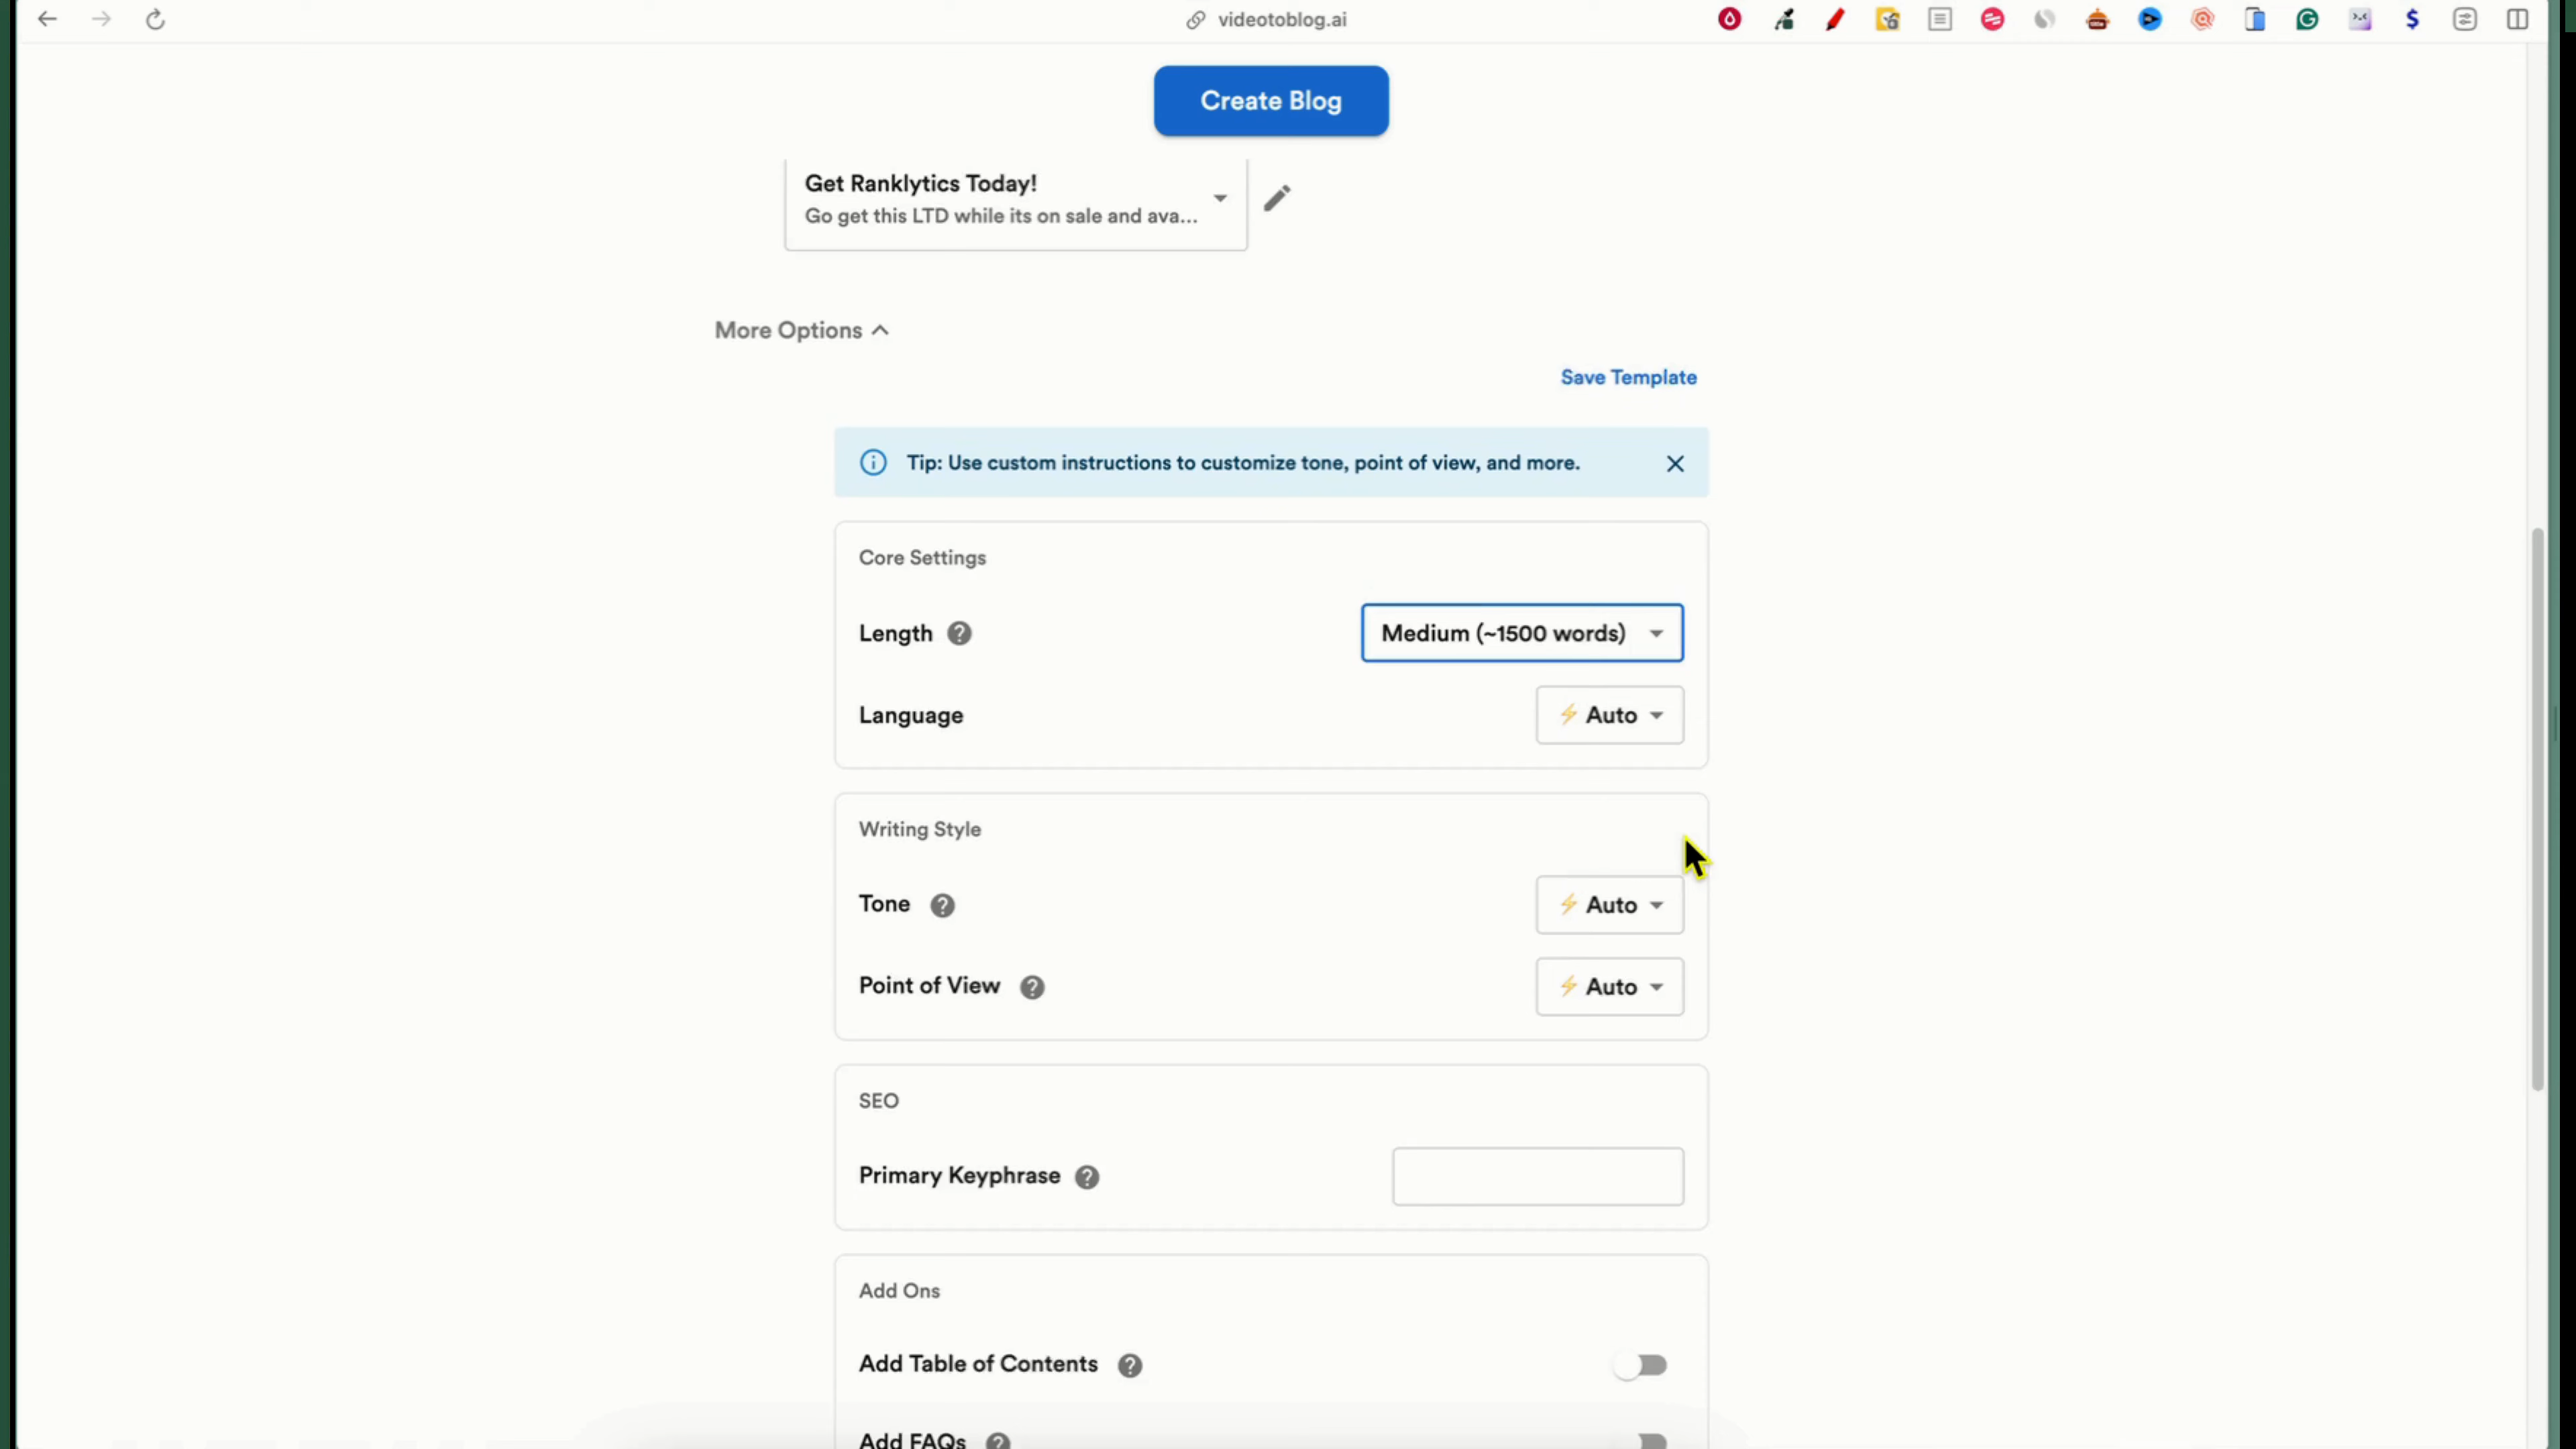 videotoblog.ai
Create Blog
Get Ranklytics Today!
Go get this LTD while its on sale and ava...
More Options
Save Template
Tip: Use custom instructions to customize tone, point of view, and more.
Core Settings
Length
Medium (~1500 words)
Language
Auto
Writing Style
Tone
Auto
Point of View
Auto
SEO
Primary Keyphrase
Add Ons
Add Table of Contents
Add FAQs